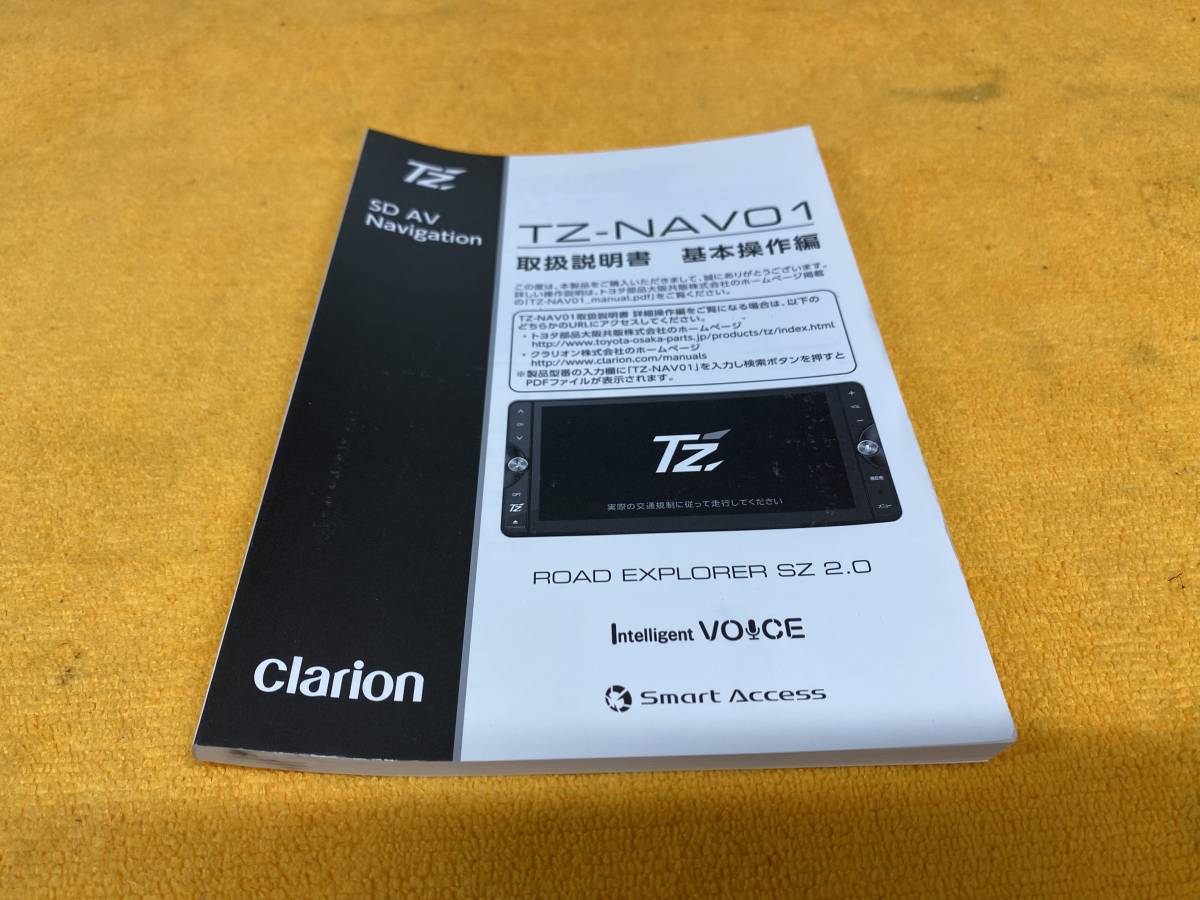 TZ
SD AV
Navigation
TZ-NAV01
取扱説明書 基本操作編
この度は、本製品をご購入いただきまして、誠にありがとうございます。
詳しい操作説明は、トヨタ部品大阪共販株式会社のホームページ掲載
の「TZ-NAV01_manual.pdf」をご覧ください。
TZ-NAV01取扱説明書 詳細操作編をご覧になる場合は、以下の
どちらかのURLにアクセスしてください。
・トヨタ部品大阪共販株式会社のホームページ
http://www.toyota-osaka-parts.jp/products/tz/index.html
・クラリオン株式会社のホームページ
http://www.clarion.com/manuals
※製品型番の入力欄に「TZ-NAV01」を入力し検索ボタンを押すと
PDFファイルが表示されます。
TZ
実際の交通規制に従って走行してください
OPT
TZ
VOL
現在地
メニュー
ROAD EXPLORER SZ 2.0
Intelligent VOICE
Smart Access
clarion